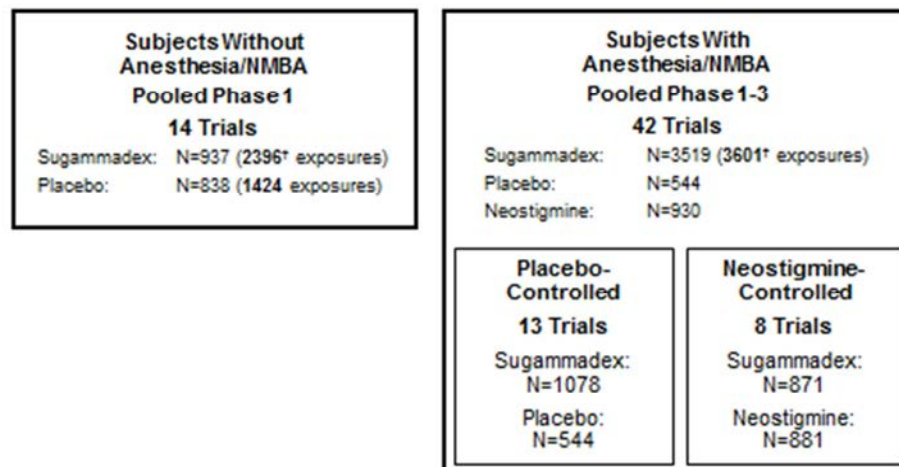 Subjects Without
Anesthesia/NMBA
Pooled Phase 1
14 Trials
Sugammadex: N=937 (2396† exposures)
Placebo: N=838 (1424 exposures)
Subjects With
Anesthesia/NMBA
Pooled Phase 1-3
42 Trials
Sugammadex: N=3519 (3601† exposures)
Placebo: N=544
Neostigmine: N=930
Placebo-
Controlled
13 Trials
Sugammadex:
N=1078
Placebo:
N=544
Neostigmine-
Controlled
8 Trials
Sugammadex:
N=871
Neostigmine:
N=881